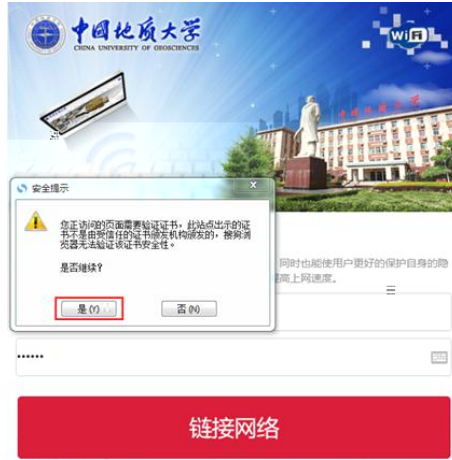 中国地质大学
CHINA UNIVERSITY OF GEOSCIENCES
WiFi
中国地质大学
安全提示
x
您正访问的页面需要验证证书，此站点出示的证
书不是由受信任的证书颁发机构颁发的，搜狗浏
览器无法验证该证书安全性。
是否继续？
是(Y)
否(N)
同时也能使用户更好的保护自身的隐
高上网速度。
••••••
链接网络